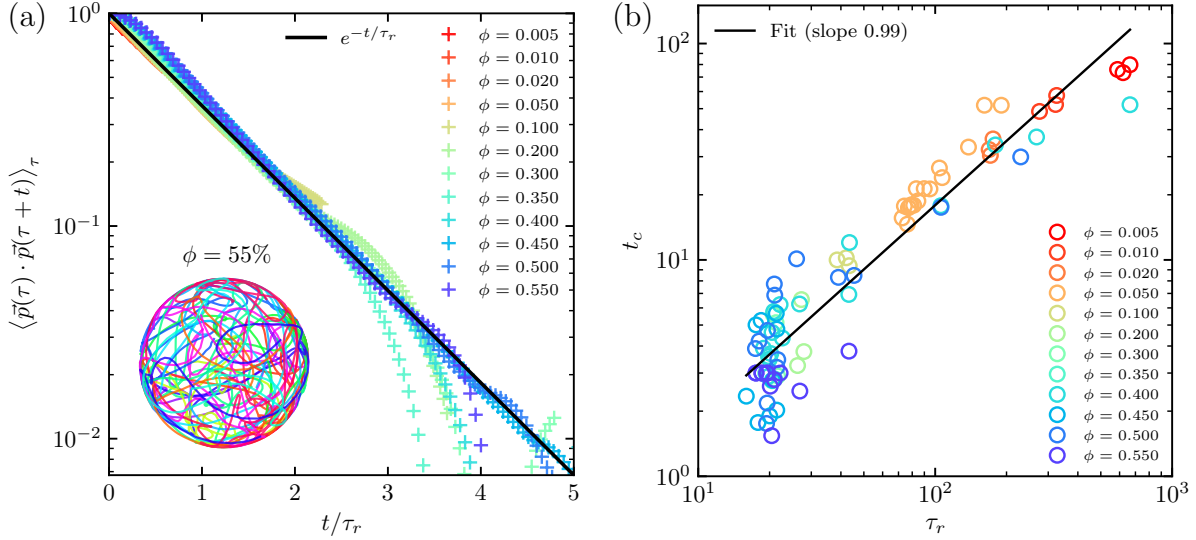 (a)
10^0
10^{-1}
10^{-2}
⟨p⃗(τ) · p⃗(τ + t)⟩_τ
e^{-t/τ_r}
ϕ = 0.005
ϕ = 0.010
ϕ = 0.020
ϕ = 0.050
ϕ = 0.100
ϕ = 0.200
ϕ = 0.300
ϕ = 0.350
ϕ = 0.400
ϕ = 0.450
ϕ = 0.500
ϕ = 0.550
ϕ = 55%
0 1 2 3 4 5
t/τ_r
(b)
Fit (slope 0.99)
10^2
10^1
10^0
t_c
ϕ = 0.005
ϕ = 0.010
ϕ = 0.020
ϕ = 0.050
ϕ = 0.100
ϕ = 0.200
ϕ = 0.300
ϕ = 0.350
ϕ = 0.400
ϕ = 0.450
ϕ = 0.500
ϕ = 0.550
10^1 10^2 10^3
τ_r